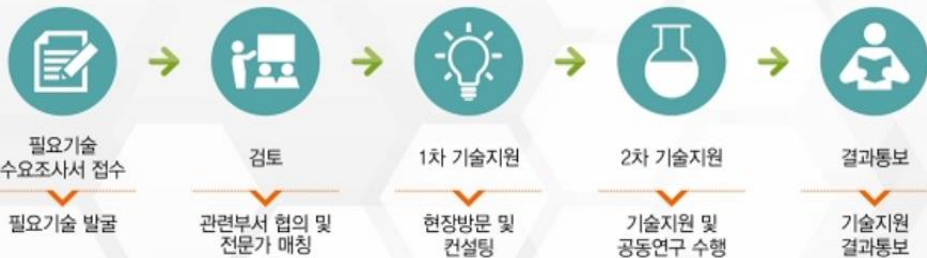 필요기술
수요조사서 접수
검토
1차 기술지원
2차 기술지원
결과통보
필요기술 발굴
관련부서 협의 및
전문가 매칭
현장방문 및
컨설팅
기술지원 및
공동연구 수행
기술지원
결과통보